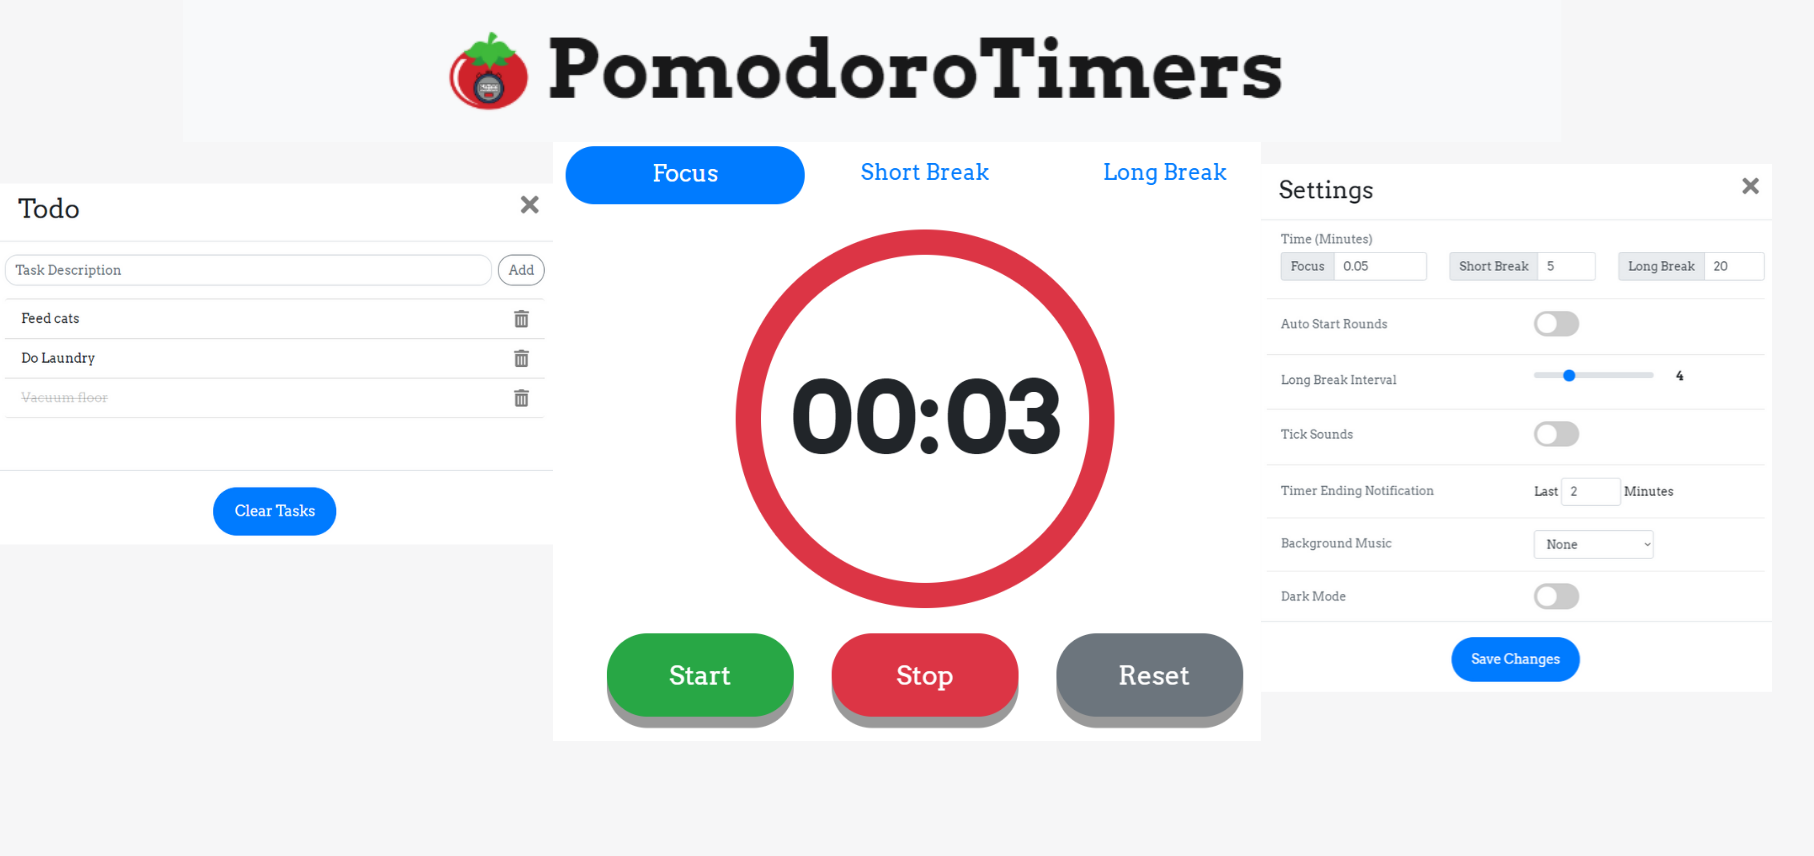 PomodoroTimers
Todo
Task Description
Add
Feed cats
Do Laundry
Vacuum floor
Clear Tasks
Focus
Short Break
Long Break
00:03
Start
Stop
Reset
Settings
Time (Minutes)
Focus 0.05
Short Break 5
Long Break 20
Auto Start Rounds
Long Break Interval 4
Tick Sounds
Timer Ending Notification Last 2 Minutes
Background Music None
Dark Mode
Save Changes